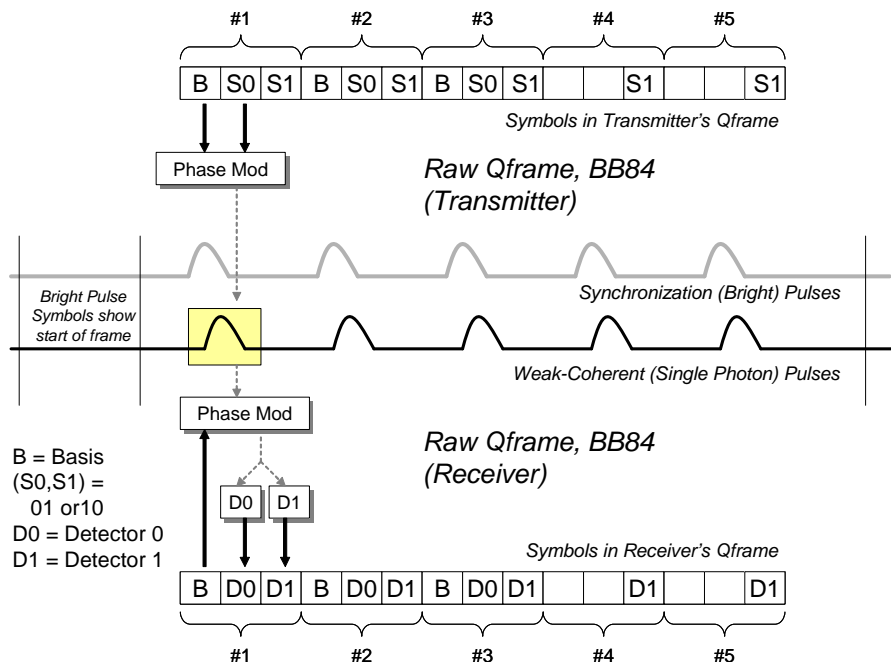 #1 #2 #3 #4 #5
B S0 S1 B S0 S1 B S0 S1 S1 S1
Symbols in Transmitter's Qframe
Phase Mod
Raw Qframe, BB84
(Transmitter)
Bright Pulse
Symbols show
start of frame
Synchronization (Bright) Pulses
Weak-Coherent (Single Photon) Pulses
Phase Mod
Raw Qframe, BB84
(Receiver)
B = Basis
(S0,S1) =
01 or10
D0 = Detector 0
D1 = Detector 1
D0 D1
Symbols in Receiver's Qframe
B D0 D1 B D0 D1 B D0 D1 D1 D1
#1 #2 #3 #4 #5